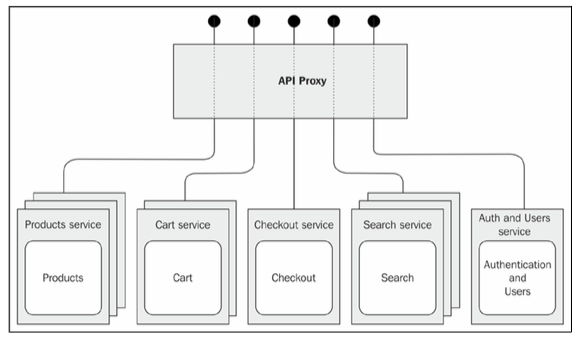 API Proxy
Products service
Cart service
Checkout service
Search service
Auth and Users
service
Products
Cart
Checkout
Search
Authentication
and
Users